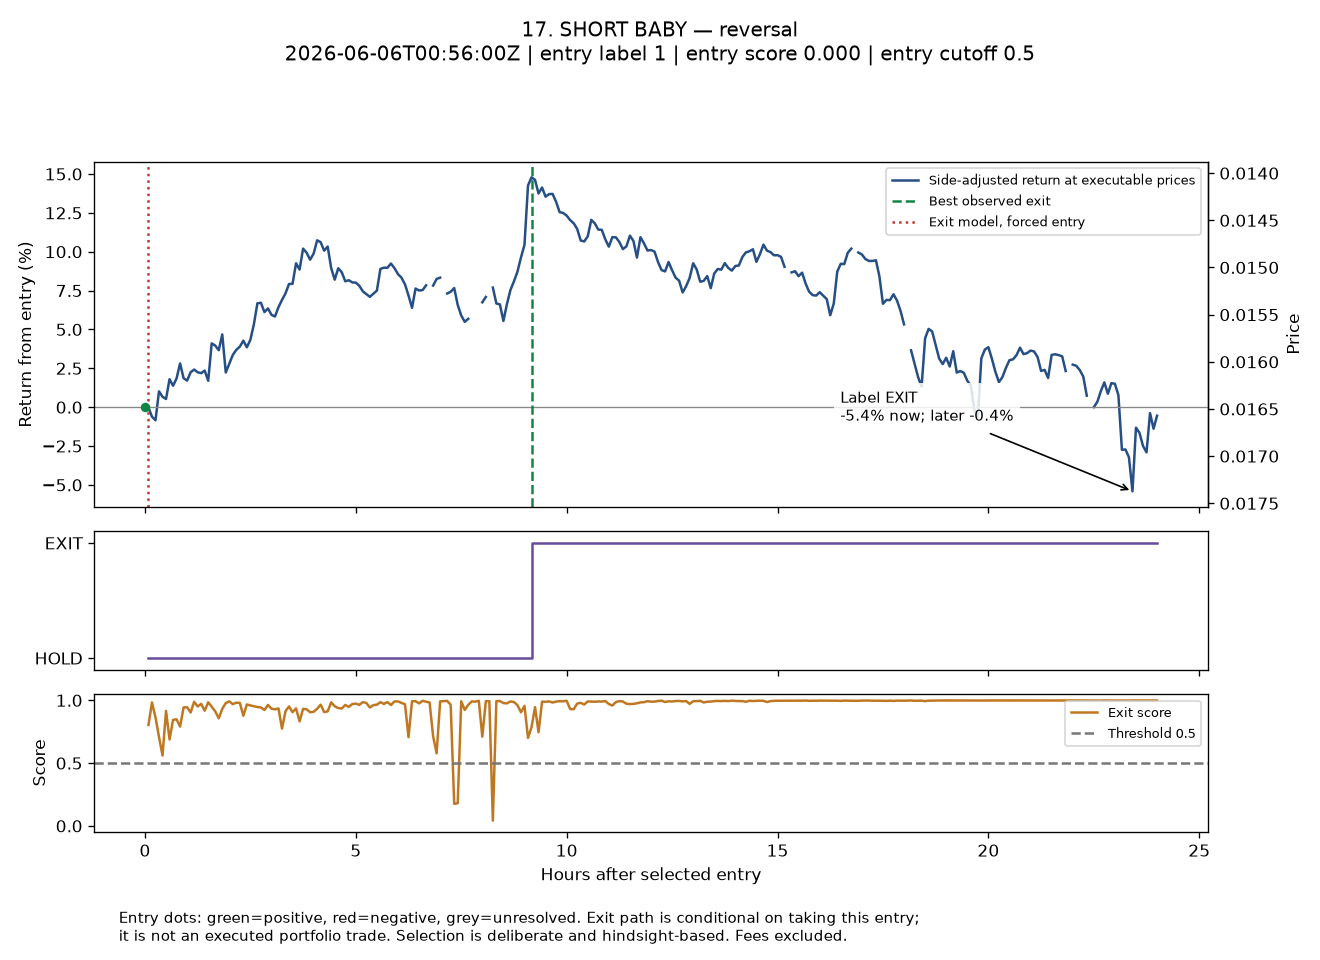 17. SHORT BABY — reversal
2026-06-06T00:56:00Z | entry label 1 | entry score 0.000 | entry cutoff 0.5
Return from entry (%)
15.0
12.5
10.0
7.5
5.0
2.5
0.0
−2.5
−5.0
Side-adjusted return at executable prices
Best observed exit
Exit model, forced entry
Label EXIT
-5.4% now; later -0.4%
0.0140
0.0145
0.0150
0.0155
0.0160
0.0165
0.0170
0.0175
Price
EXIT
HOLD
Score
1.0
0.5
0.0
Exit score
Threshold 0.5
0 5 10 15 20 25
Hours after selected entry
Entry dots: green=positive, red=negative, grey=unresolved. Exit path is conditional on taking this entry;
it is not an executed portfolio trade. Selection is deliberate and hindsight-based. Fees excluded.